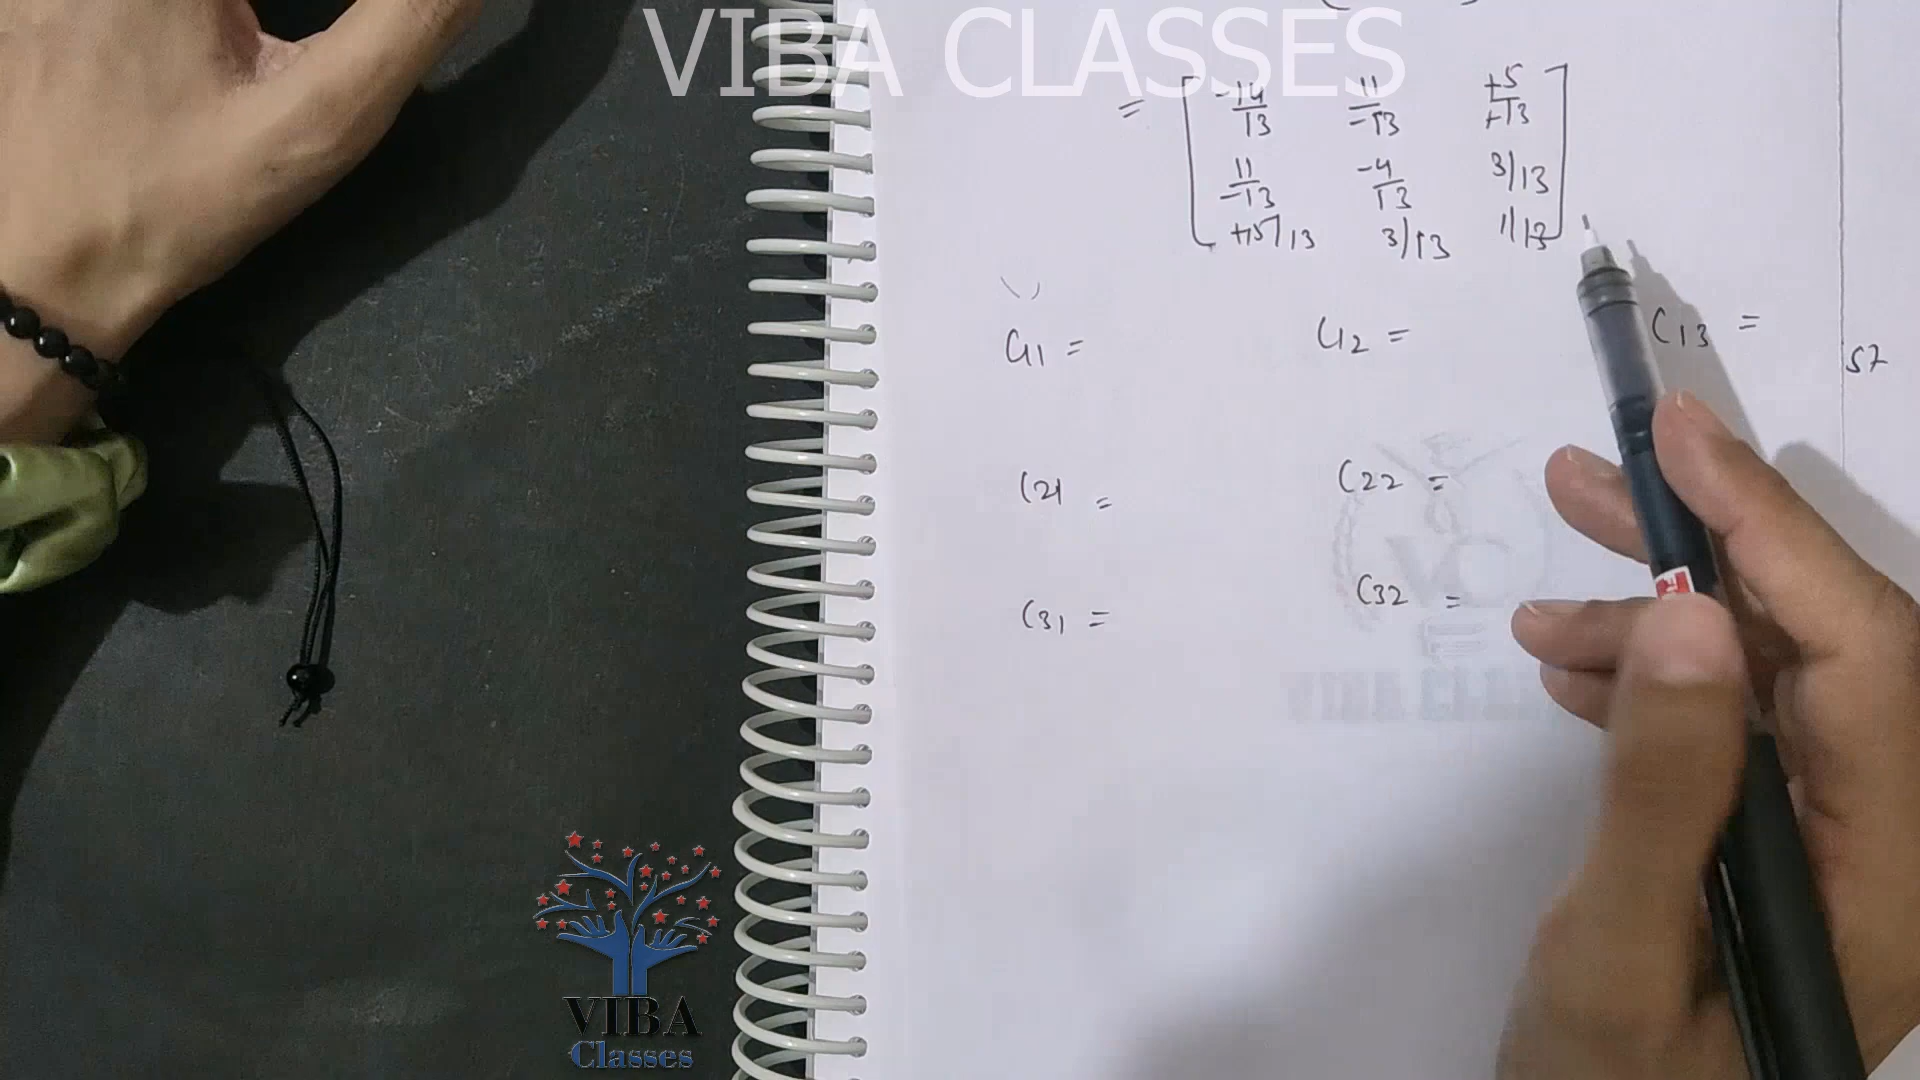 VIBA CLASSES
= [ -14/13 11/-13 +5/+13
11/-13 -4/13 3/13
+5/13 3/13 1/13 ]
C11 = C12 = C13 =
57
C21 = C22 =
C31 = C32 =
VIBA
Classes